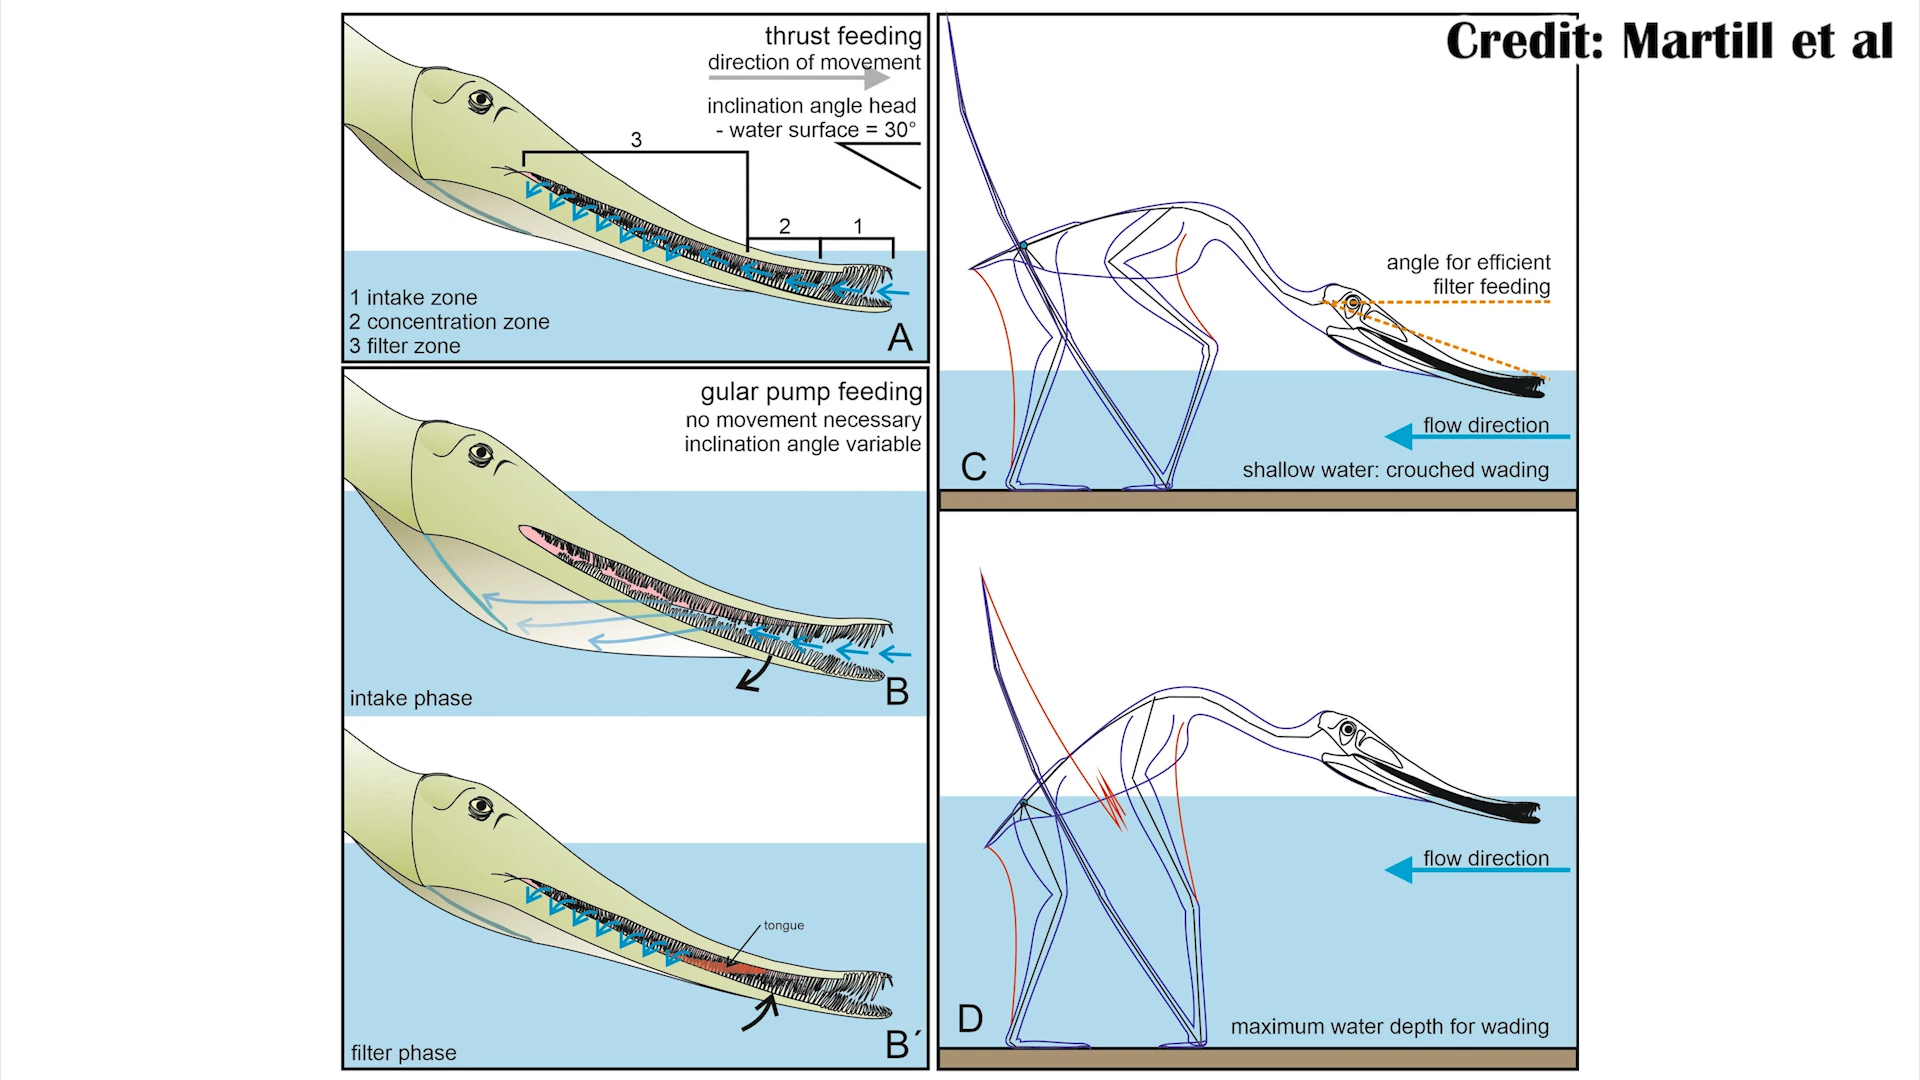 Credit: Martill et al
thrust feeding
direction of movement
inclination angle head
- water surface = 30°
3
2
1
1 intake zone
2 concentration zone
3 filter zone
A
gular pump feeding
no movement necessary
inclination angle variable
intake phase
B
tongue
filter phase
B´
angle for efficient
filter feeding
flow direction
C
shallow water: crouched wading
flow direction
D
maximum water depth for wading